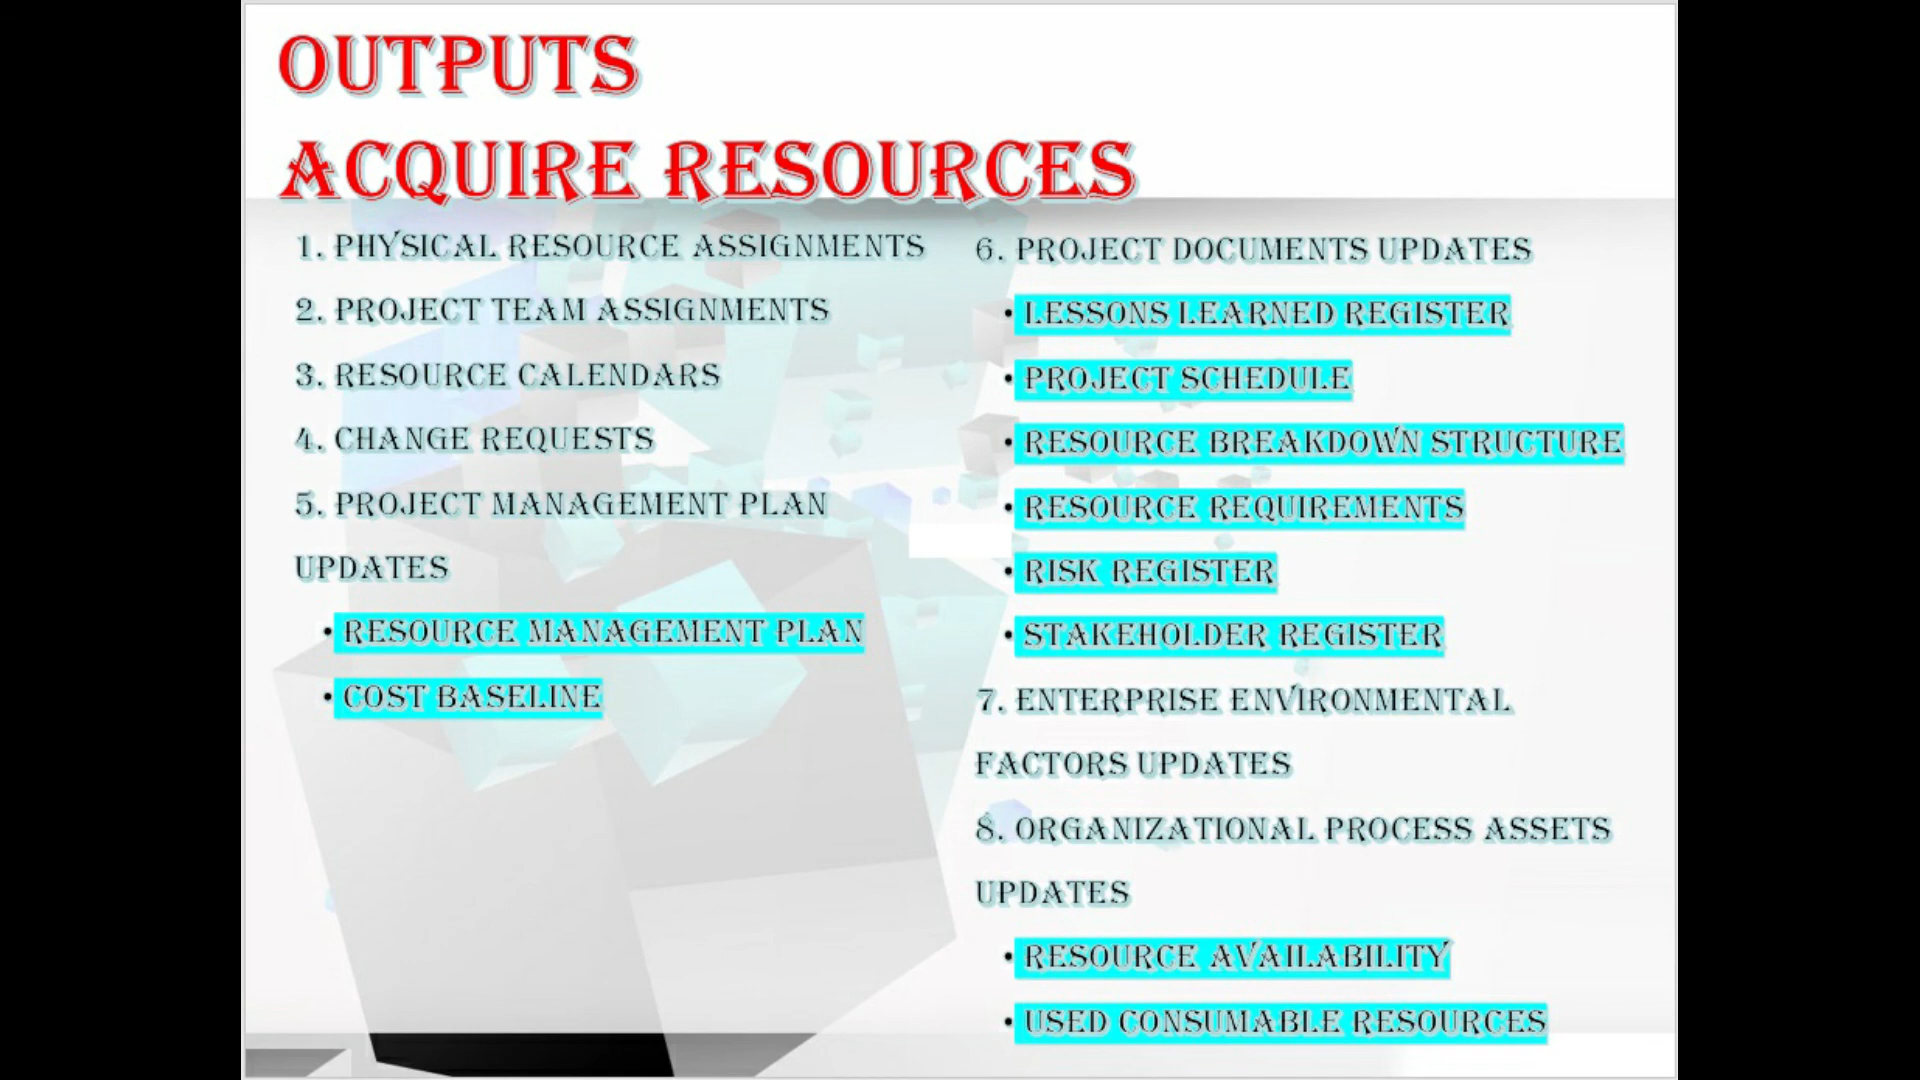 OUTPUTS
ACQUIRE RESOURCES
1. PHYSICAL RESOURCE ASSIGNMENTS
2. PROJECT TEAM ASSIGNMENTS
3. RESOURCE CALENDARS
4. CHANGE REQUESTS
5. PROJECT MANAGEMENT PLAN
UPDATES
• RESOURCE MANAGEMENT PLAN
• COST BASELINE
6. PROJECT DOCUMENTS UPDATES
• LESSONS LEARNED REGISTER
• PROJECT SCHEDULE
• RESOURCE BREAKDOWN STRUCTURE
• RESOURCE REQUIREMENTS
• RISK REGISTER
• STAKEHOLDER REGISTER
7. ENTERPRISE ENVIRONMENTAL
FACTORS UPDATES
8. ORGANIZATIONAL PROCESS ASSETS
UPDATES
• RESOURCE AVAILABILITY
• USED CONSUMABLE RESOURCES